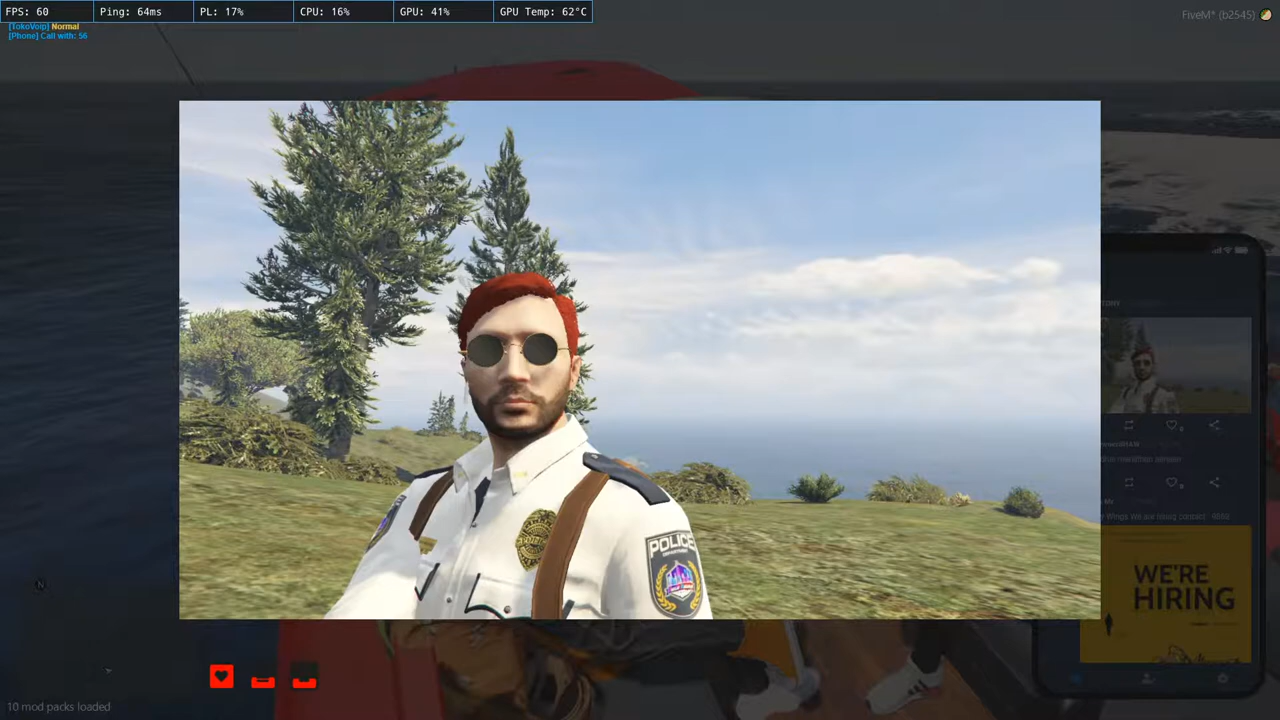 FPS: 60
Ping: 64ms
PL: 17%
CPU: 16%
GPU: 41%
GPU Temp: 62°C
FiveM* (b2545)
[TokoVoip] Normal
[Phone] Call with: 56
POLICE
WE'RE
HIRING
N
10 mod packs loaded